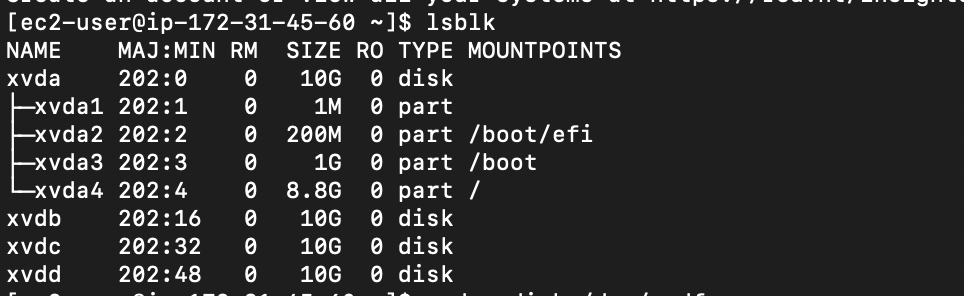 [ec2-user@ip-172-31-45-60 ~]$ lsblk
NAME    MAJ:MIN RM  SIZE RO TYPE MOUNTPOINTS
xvda    202:0    0   10G  0 disk
├─xvda1 202:1    0    1M  0 part
├─xvda2 202:2    0  200M  0 part /boot/efi
├─xvda3 202:3    0    1G  0 part /boot
└─xvda4 202:4    0  8.8G  0 part /
xvdb    202:16   0   10G  0 disk
xvdc    202:32   0   10G  0 disk
xvdd    202:48   0   10G  0 disk